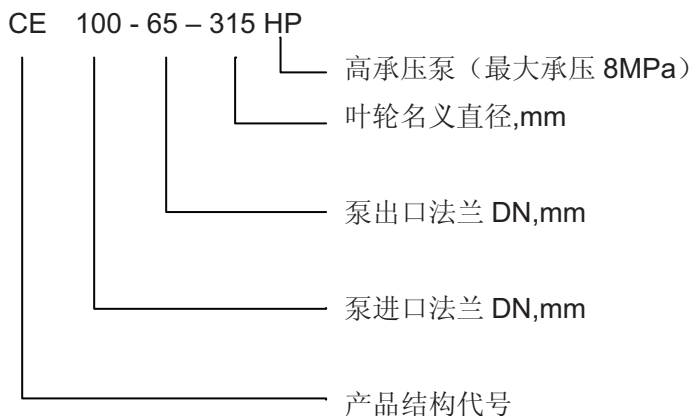 CE 100 - 65 – 315 HP
高承压泵（最大承压 8MPa）
叶轮名义直径,mm
泵出口法兰 DN,mm
泵进口法兰 DN,mm
产品结构代号